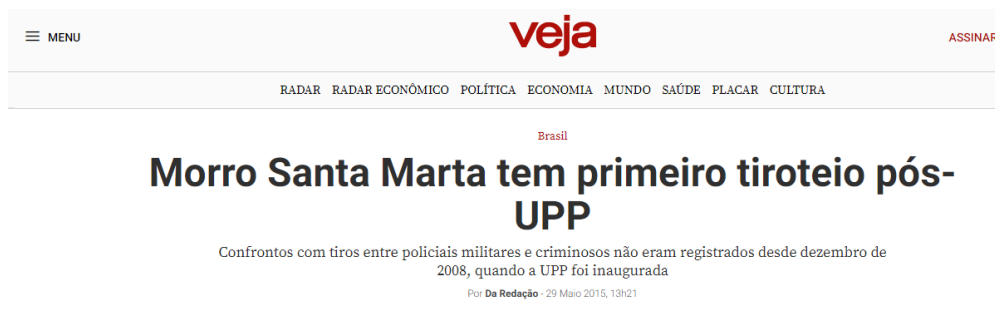 MENU
veja
ASSINAR
RADAR RADAR ECONÔMICO POLÍTICA ECONOMIA MUNDO SAÚDE PLACAR CULTURA
Brasil
Morro Santa Marta tem primeiro tiroteio pós-
UPP
Confrontos com tiros entre policiais militares e criminosos não eram registrados desde dezembro de
2008, quando a UPP foi inaugurada
Por Da Redação - 29 Maio 2015, 13h21